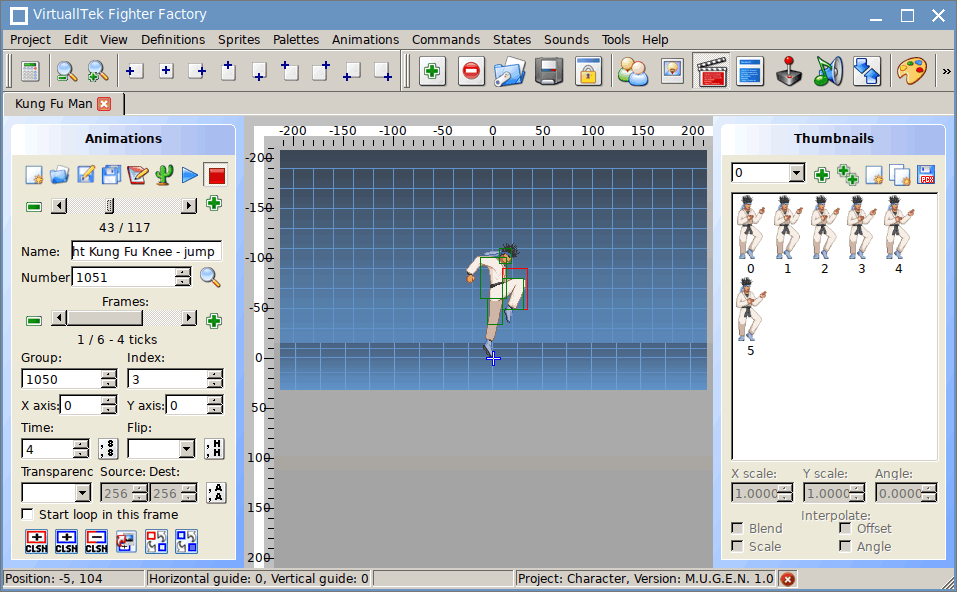 VirtuallTek Fighter Factory
Project Edit View Definitions Sprites Palettes Animations Commands States Sounds Tools Help
»
Kung Fu Man
Animations
43 / 117
Name: ht Kung Fu Knee - jump
Number 1051
Frames:
1 / 6 - 4 ticks
Group: Index:
1050 3
X axis: 0 Y axis: 0
Time: Flip:
4
Transparenc Source: Dest:
256 256
Start loop in this frame
CLSN CLSN CLSN
-200 -150 -100 -50 0 50 100 150 200
-200
-150
-100
-50
0
50
100
150
200
Thumbnails
0
PCX
0 1 2 3 4
5
X scale: Y scale: Angle:
1.0000 1.0000 0.0000
Interpolate:
Blend Offset
Scale Angle
Position: -5, 104 Horizontal guide: 0, Vertical guide: 0 Project: Character, Version: M.U.G.E.N. 1.0